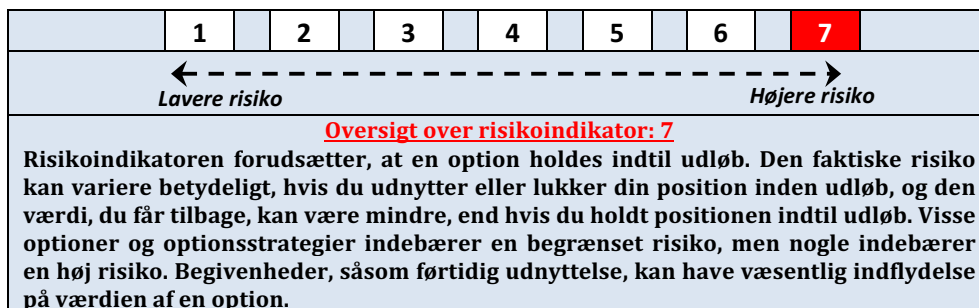 1 2 3 4 5 6 7
Lavere risiko Højere risiko
Oversigt over risikoindikator: 7
Risikoindikatoren forudsætter, at en option holdes indtil udløb. Den faktiske risiko
kan variere betydeligt, hvis du udnytter eller lukker din position inden udløb, og den
værdi, du får tilbage, kan være mindre, end hvis du holdt positionen indtil udløb. Visse
optioner og optionsstrategier indebærer en begrænset risiko, men nogle indebærer
en høj risiko. Begivenheder, såsom førtidig udnyttelse, kan have væsentlig indflydelse
på værdien af en option.